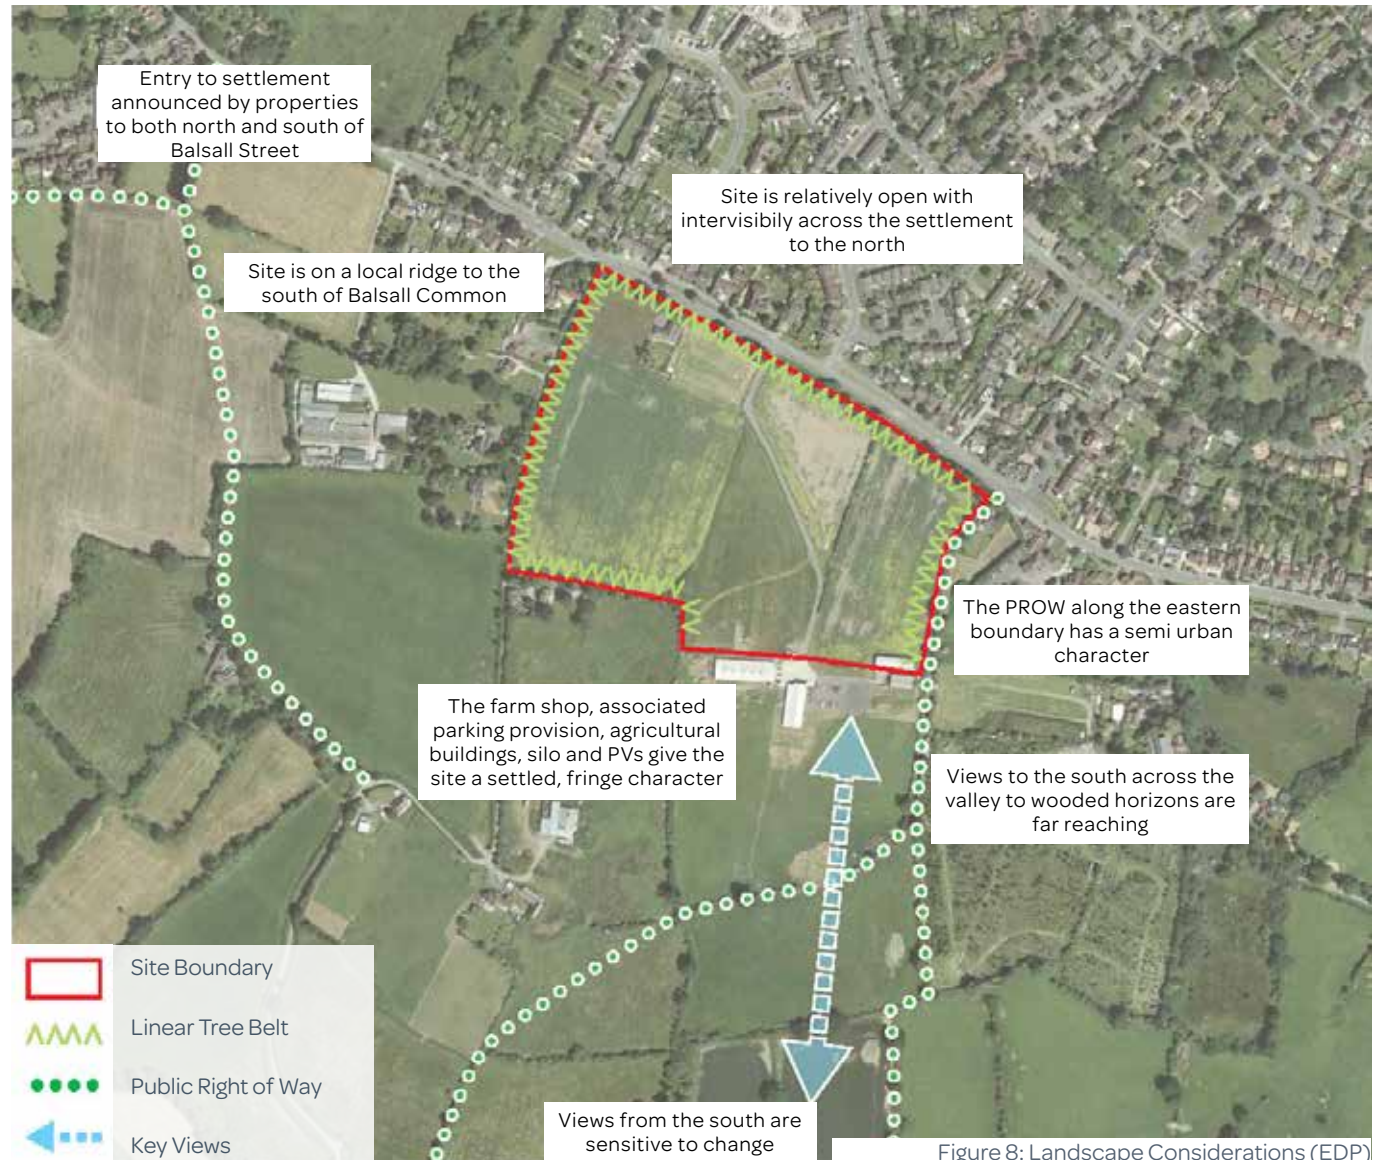 Entry to settlement
announced by properties
to both north and south of
Balsall Street
Site is relatively open with
intervisibily across the settlement
to the north
Site is on a local ridge to the
south of Balsall Common
The PROW along the eastern
boundary has a semi urban
character
The farm shop, associated
parking provision, agricultural
buildings, silo and PVs give the
site a settled, fringe character
Views to the south across the
valley to wooded horizons are
far reaching
Views from the south are
sensitive to change
Site Boundary
Linear Tree Belt
Public Right of Way
Key Views
Figure 8: Landscape Considerations (EDP)